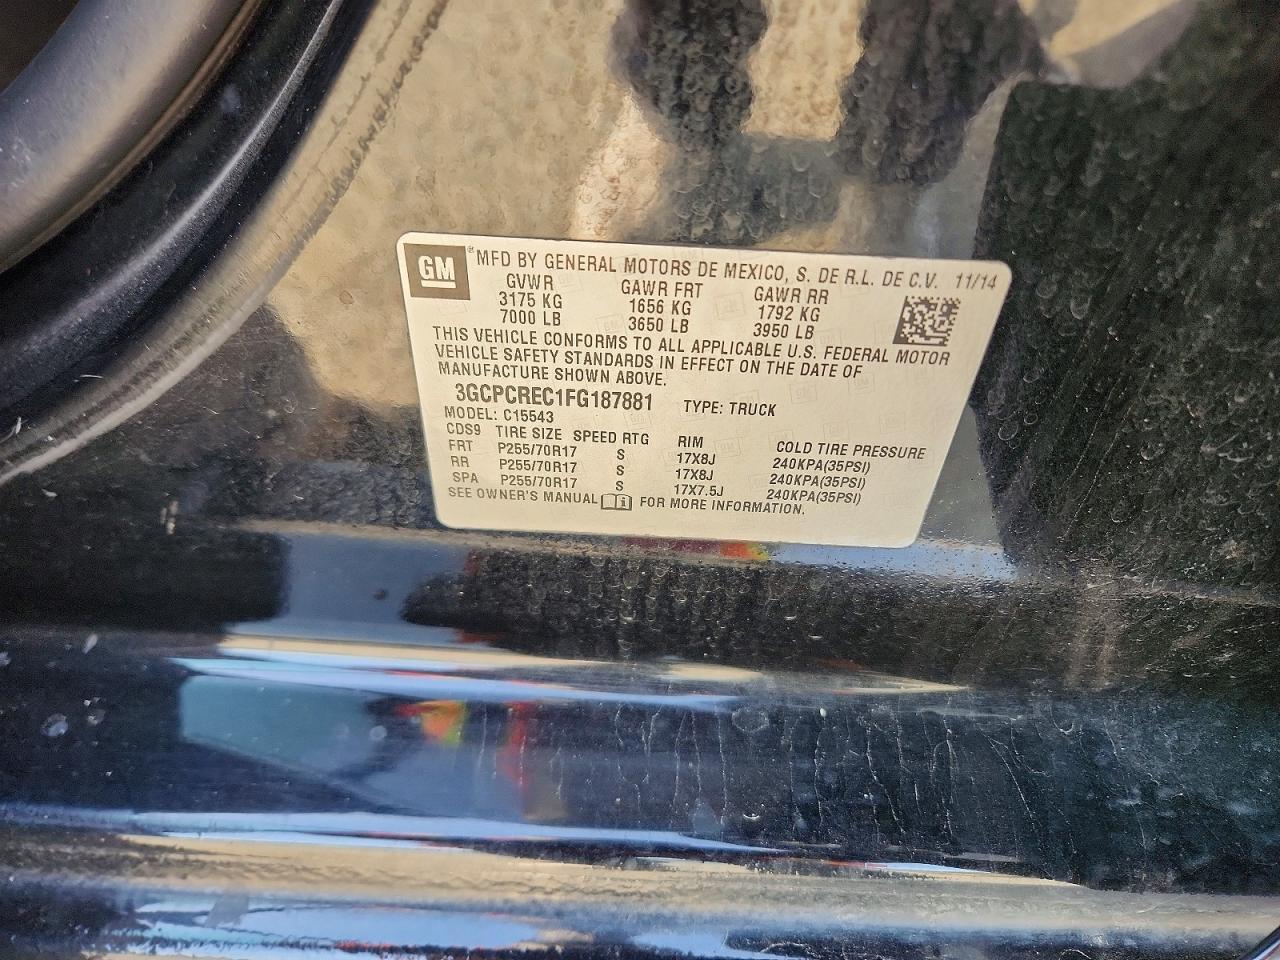 GM ® MFD BY GENERAL MOTORS DE MEXICO, S. DE R.L. DE C.V. 11/14
GVWR GAWR FRT GAWR RR
3175 KG 1656 KG 1792 KG
7000 LB 3650 LB 3950 LB
THIS VEHICLE CONFORMS TO ALL APPLICABLE U.S. FEDERAL MOTOR
VEHICLE SAFETY STANDARDS IN EFFECT ON THE DATE OF
MANUFACTURE SHOWN ABOVE.
3GCPCREC1FG187881 TYPE: TRUCK
MODEL: C15543
CDS9 TIRE SIZE SPEED RTG RIM COLD TIRE PRESSURE
FRT P255/70R17 S 17X8J 240KPA(35PSI)
RR P255/70R17 S 17X8J 240KPA(35PSI)
SPA P255/70R17 S 17X7.5J 240KPA(35PSI)
SEE OWNER'S MANUAL FOR MORE INFORMATION.